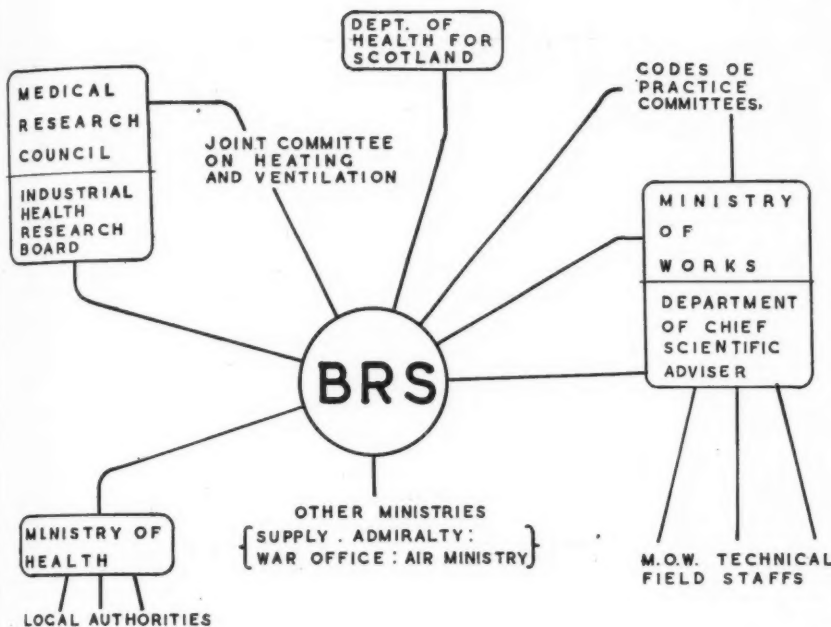 DEPT. OF
HEALTH FOR
SCOTLAND
CODES OE
PRACTICE
COMMITTEES,
MEDICAL
RESEARCH
COUNCIL
INDUSTRIAL
HEALTH
RESEARCH
BOARD
JOINT COMMITTEE
ON HEATING
AND VENTILATION
MINISTRY
OF
WORKS
DEPARTMENT
OF CHIEF
SCIENTIFIC
ADVISER
BRS
MINISTRY OF
HEALTH
LOCAL AUTHORITIES
OTHER MINISTRIES
{SUPPLY . ADMIRALTY:
WAR OFFICE : AIR MINISTRY}
M.O.W. TECHNICAL
FIELD STAFFS